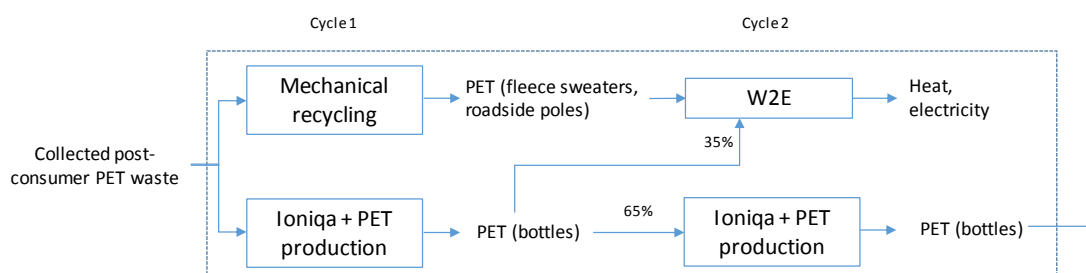 Cycle 1
Cycle 2
Mechanical
recycling
PET (fleece sweaters,
roadside poles)
W2E
Heat,
electricity
35%
Collected post-
consumer PET waste
Ioniqa + PET
production
PET (bottles)
65%
Ioniqa + PET
production
PET (bottles)